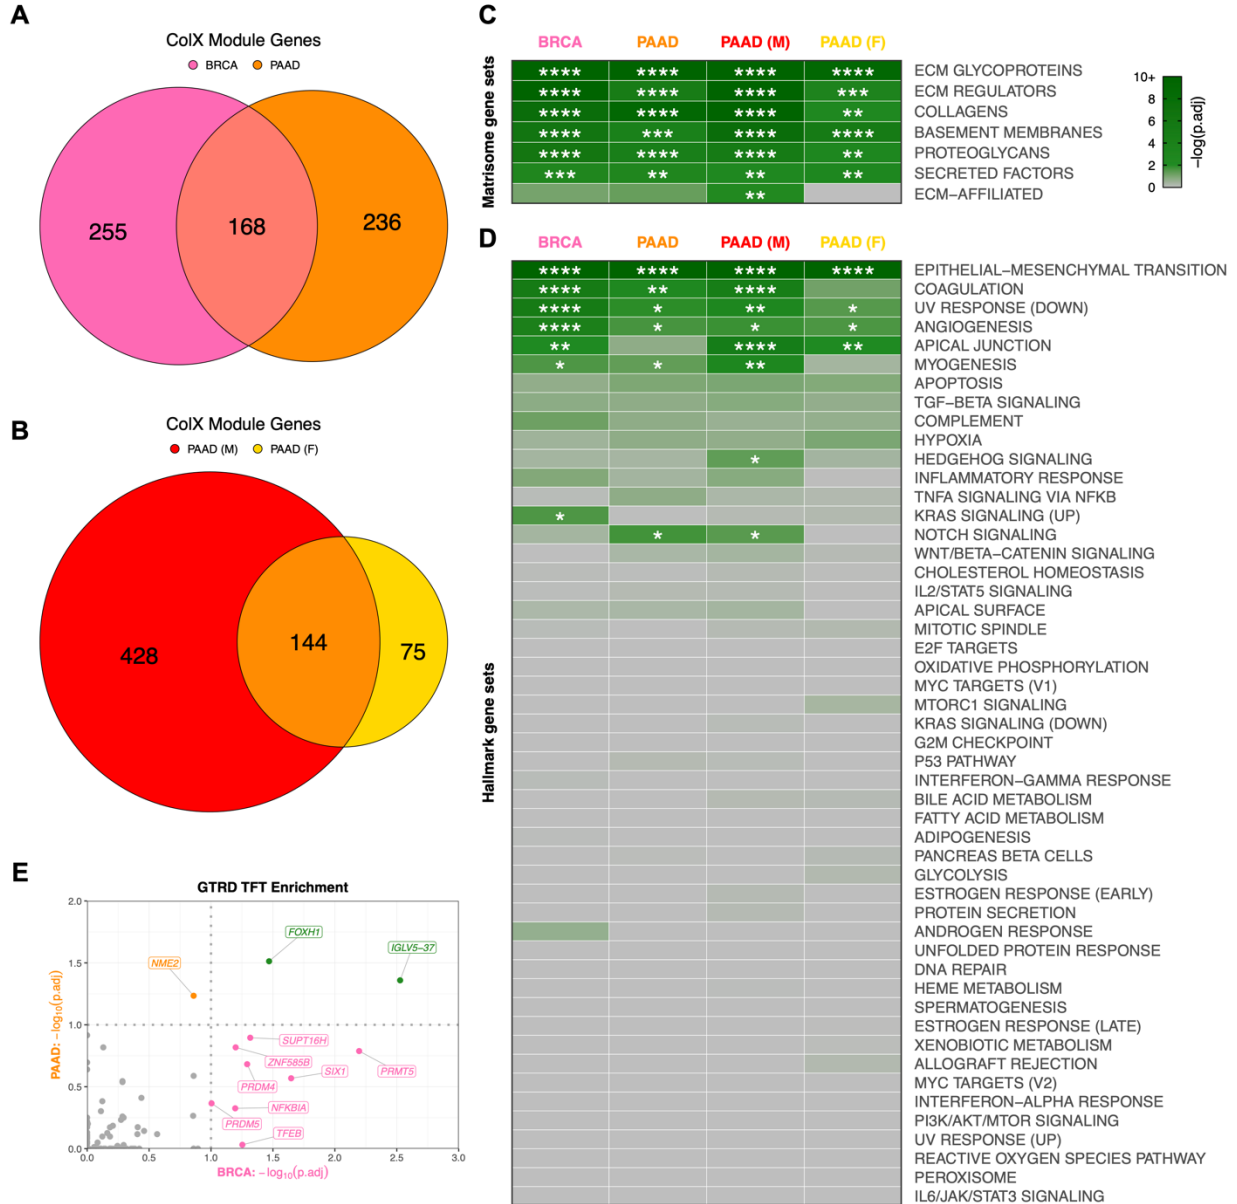 A
ColX Module Genes
BRCA PAAD
255 168 236
B
ColX Module Genes
PAAD (M) PAAD (F)
428 144 75
C
BRCA PAAD PAAD (M) PAAD (F)
Matrisome gene sets
**** **** **** **** ECM GLYCOPROTEINS
**** **** **** *** ECM REGULATORS
**** **** **** ** COLLAGENS
**** *** **** **** BASEMENT MEMBRANES
**** **** **** ** PROTEOGLYCANS
*** ** ** ** SECRETED FACTORS
** ECM−AFFILIATED
10+
8
6
4
2
0
−log(p.adj)
D
BRCA PAAD PAAD (M) PAAD (F)
Hallmark gene sets
**** **** **** **** EPITHELIAL−MESENCHYMAL TRANSITION
**** ** **** COAGULATION
**** * ** * UV RESPONSE (DOWN)
**** * * * ANGIOGENESIS
** **** ** APICAL JUNCTION
* * ** MYOGENESIS
APOPTOSIS
TGF−BETA SIGNALING
COMPLEMENT
HYPOXIA
* HEDGEHOG SIGNALING
INFLAMMATORY RESPONSE
TNFA SIGNALING VIA NFKB
* KRAS SIGNALING (UP)
* * NOTCH SIGNALING
WNT/BETA−CATENIN SIGNALING
CHOLESTEROL HOMEOSTASIS
IL2/STAT5 SIGNALING
APICAL SURFACE
MITOTIC SPINDLE
E2F TARGETS
OXIDATIVE PHOSPHORYLATION
MYC TARGETS (V1)
MTORC1 SIGNALING
KRAS SIGNALING (DOWN)
G2M CHECKPOINT
P53 PATHWAY
INTERFERON−GAMMA RESPONSE
BILE ACID METABOLISM
FATTY ACID METABOLISM
ADIPOGENESIS
PANCREAS BETA CELLS
GLYCOLYSIS
ESTROGEN RESPONSE (EARLY)
PROTEIN SECRETION
ANDROGEN RESPONSE
UNFOLDED PROTEIN RESPONSE
DNA REPAIR
HEME METABOLISM
SPERMATOGENESIS
ESTROGEN RESPONSE (LATE)
XENOBIOTIC METABOLISM
ALLOGRAFT REJECTION
MYC TARGETS (V2)
INTERFERON−ALPHA RESPONSE
PI3K/AKT/MTOR SIGNALING
UV RESPONSE (UP)
REACTIVE OXYGEN SPECIES PATHWAY
PEROXISOME
IL6/JAK/STAT3 SIGNALING
E
GTRD TFT Enrichment
PAAD: −log10(p.adj)
2.0
1.5
1.0
0.5
0.0
FOXH1
IGLV5−37
NME2
SUPT16H
ZNF585B
PRMT5
SIX1
PRDM4
NFKBIA
PRDM5
TFEB
0.0 0.5 1.0 1.5 2.0 2.5 3.0
BRCA: −log10(p.adj)